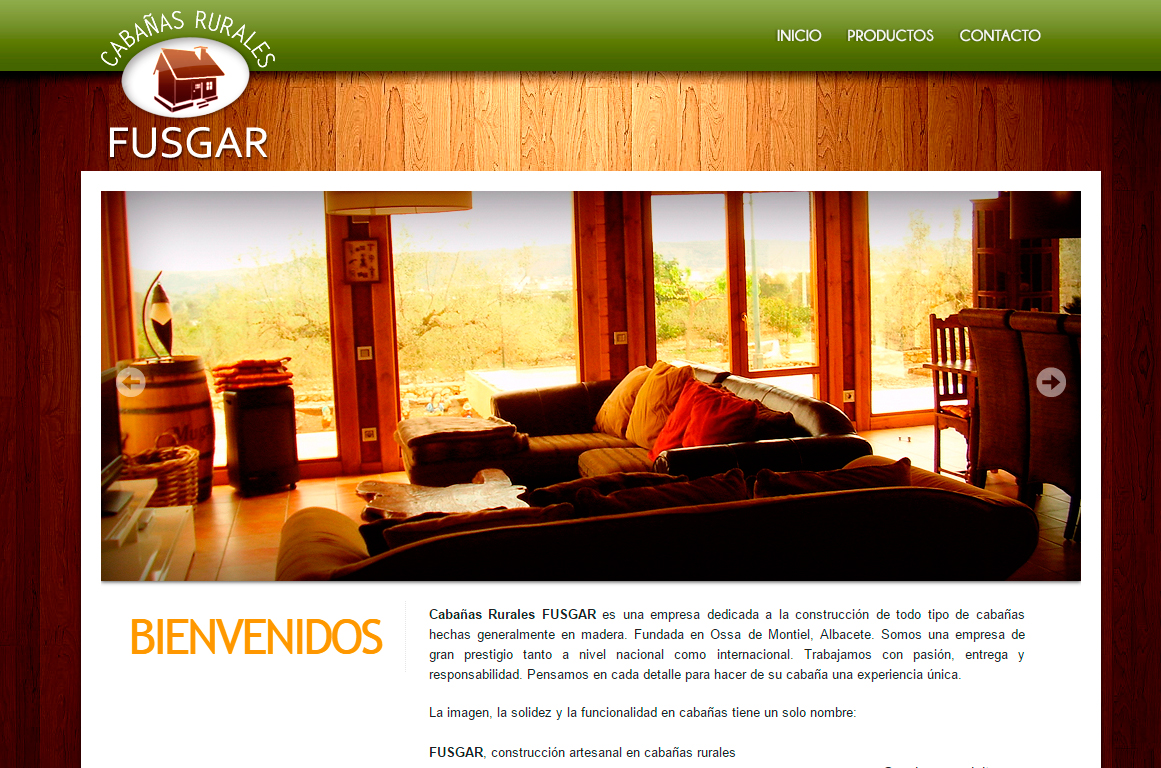 CABAÑAS RURALES
FUSGAR
INICIO PRODUCTOS CONTACTO
BIENVENIDOS
Cabañas Rurales FUSGAR es una empresa dedicada a la construcción de todo tipo de cabañas
hechas generalmente en madera. Fundada en Ossa de Montiel, Albacete. Somos una empresa de
gran prestigio tanto a nivel nacional como internacional. Trabajamos con pasión, entrega y
responsabilidad. Pensamos en cada detalle para hacer de su cabaña una experiencia única.
La imagen, la solidez y la funcionalidad en cabañas tiene un solo nombre:
FUSGAR, construcción artesanal en cabañas rurales